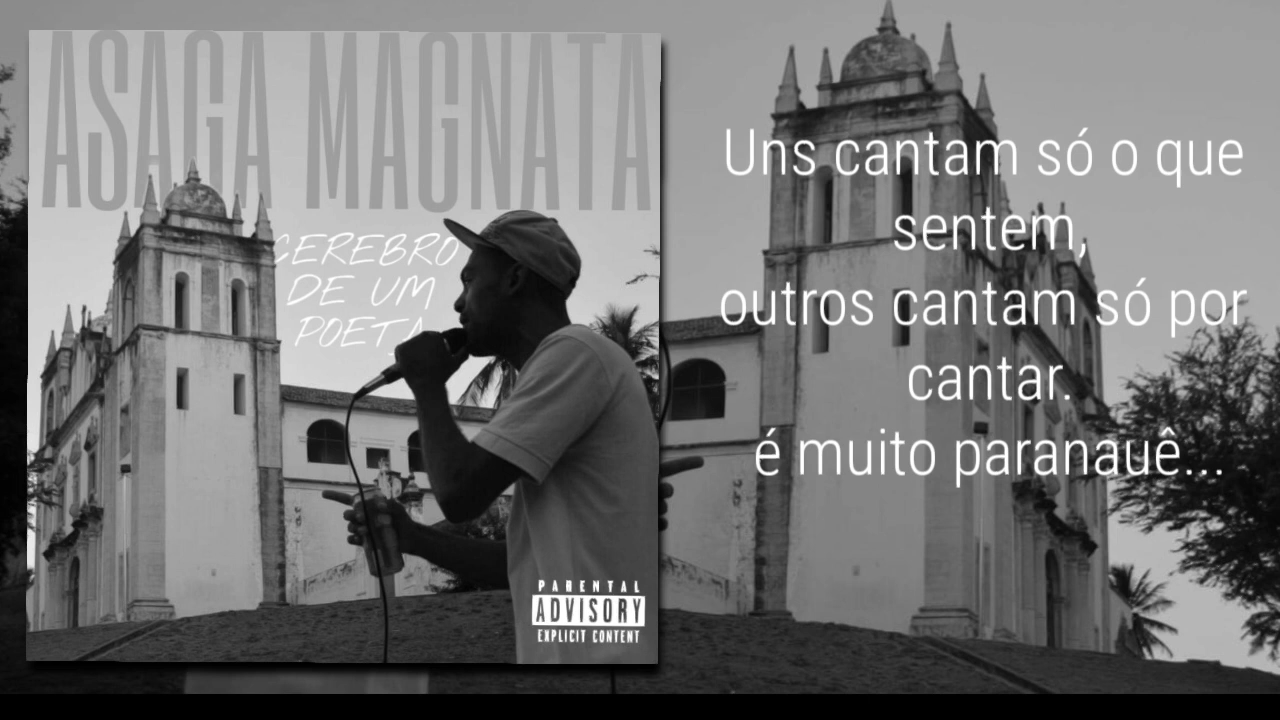 ASAGA MAGNATA
CEREBRO
DE UM
POETA
PARENTAL
ADVISORY
EXPLICIT CONTENT
Uns cantam só o que
sentem,
outros cantam só por
cantar.
é muito paranauê...